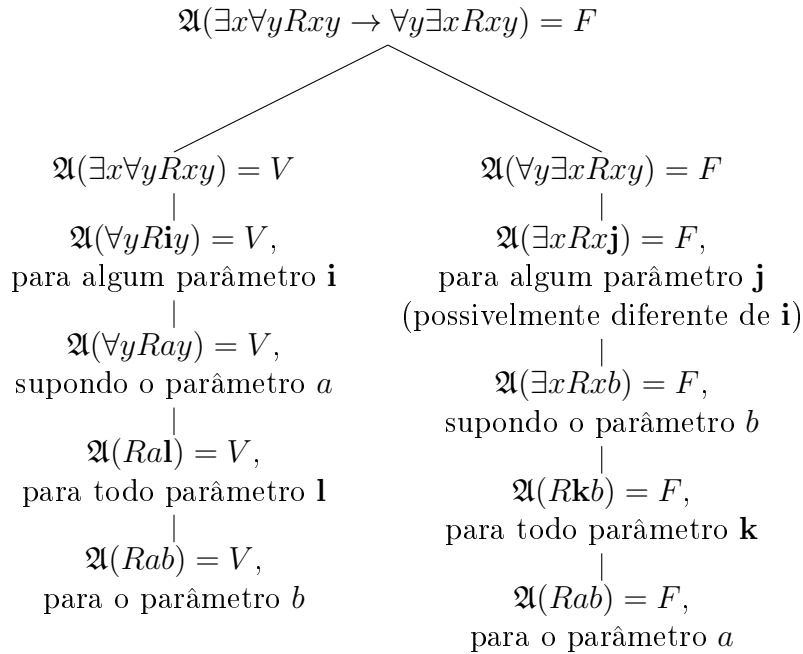 𝔄(∃x∀yRxy → ∀y∃xRxy) = F
𝔄(∃x∀yRxy) = V
𝔄(∀yR𝐢y) = V,
para algum parâmetro 𝐢
𝔄(∀yRay) = V,
supondo o parâmetro a
𝔄(Ra𝐥) = V,
para todo parâmetro 𝐥
𝔄(Rab) = V,
para o parâmetro b
𝔄(∀y∃xRxy) = F
𝔄(∃xRx𝐣) = F,
para algum parâmetro 𝐣
(possivelmente diferente de 𝐢)
𝔄(∃xRxb) = F,
supondo o parâmetro b
𝔄(R𝐤b) = F,
para todo parâmetro 𝐤
𝔄(Rab) = F,
para o parâmetro a